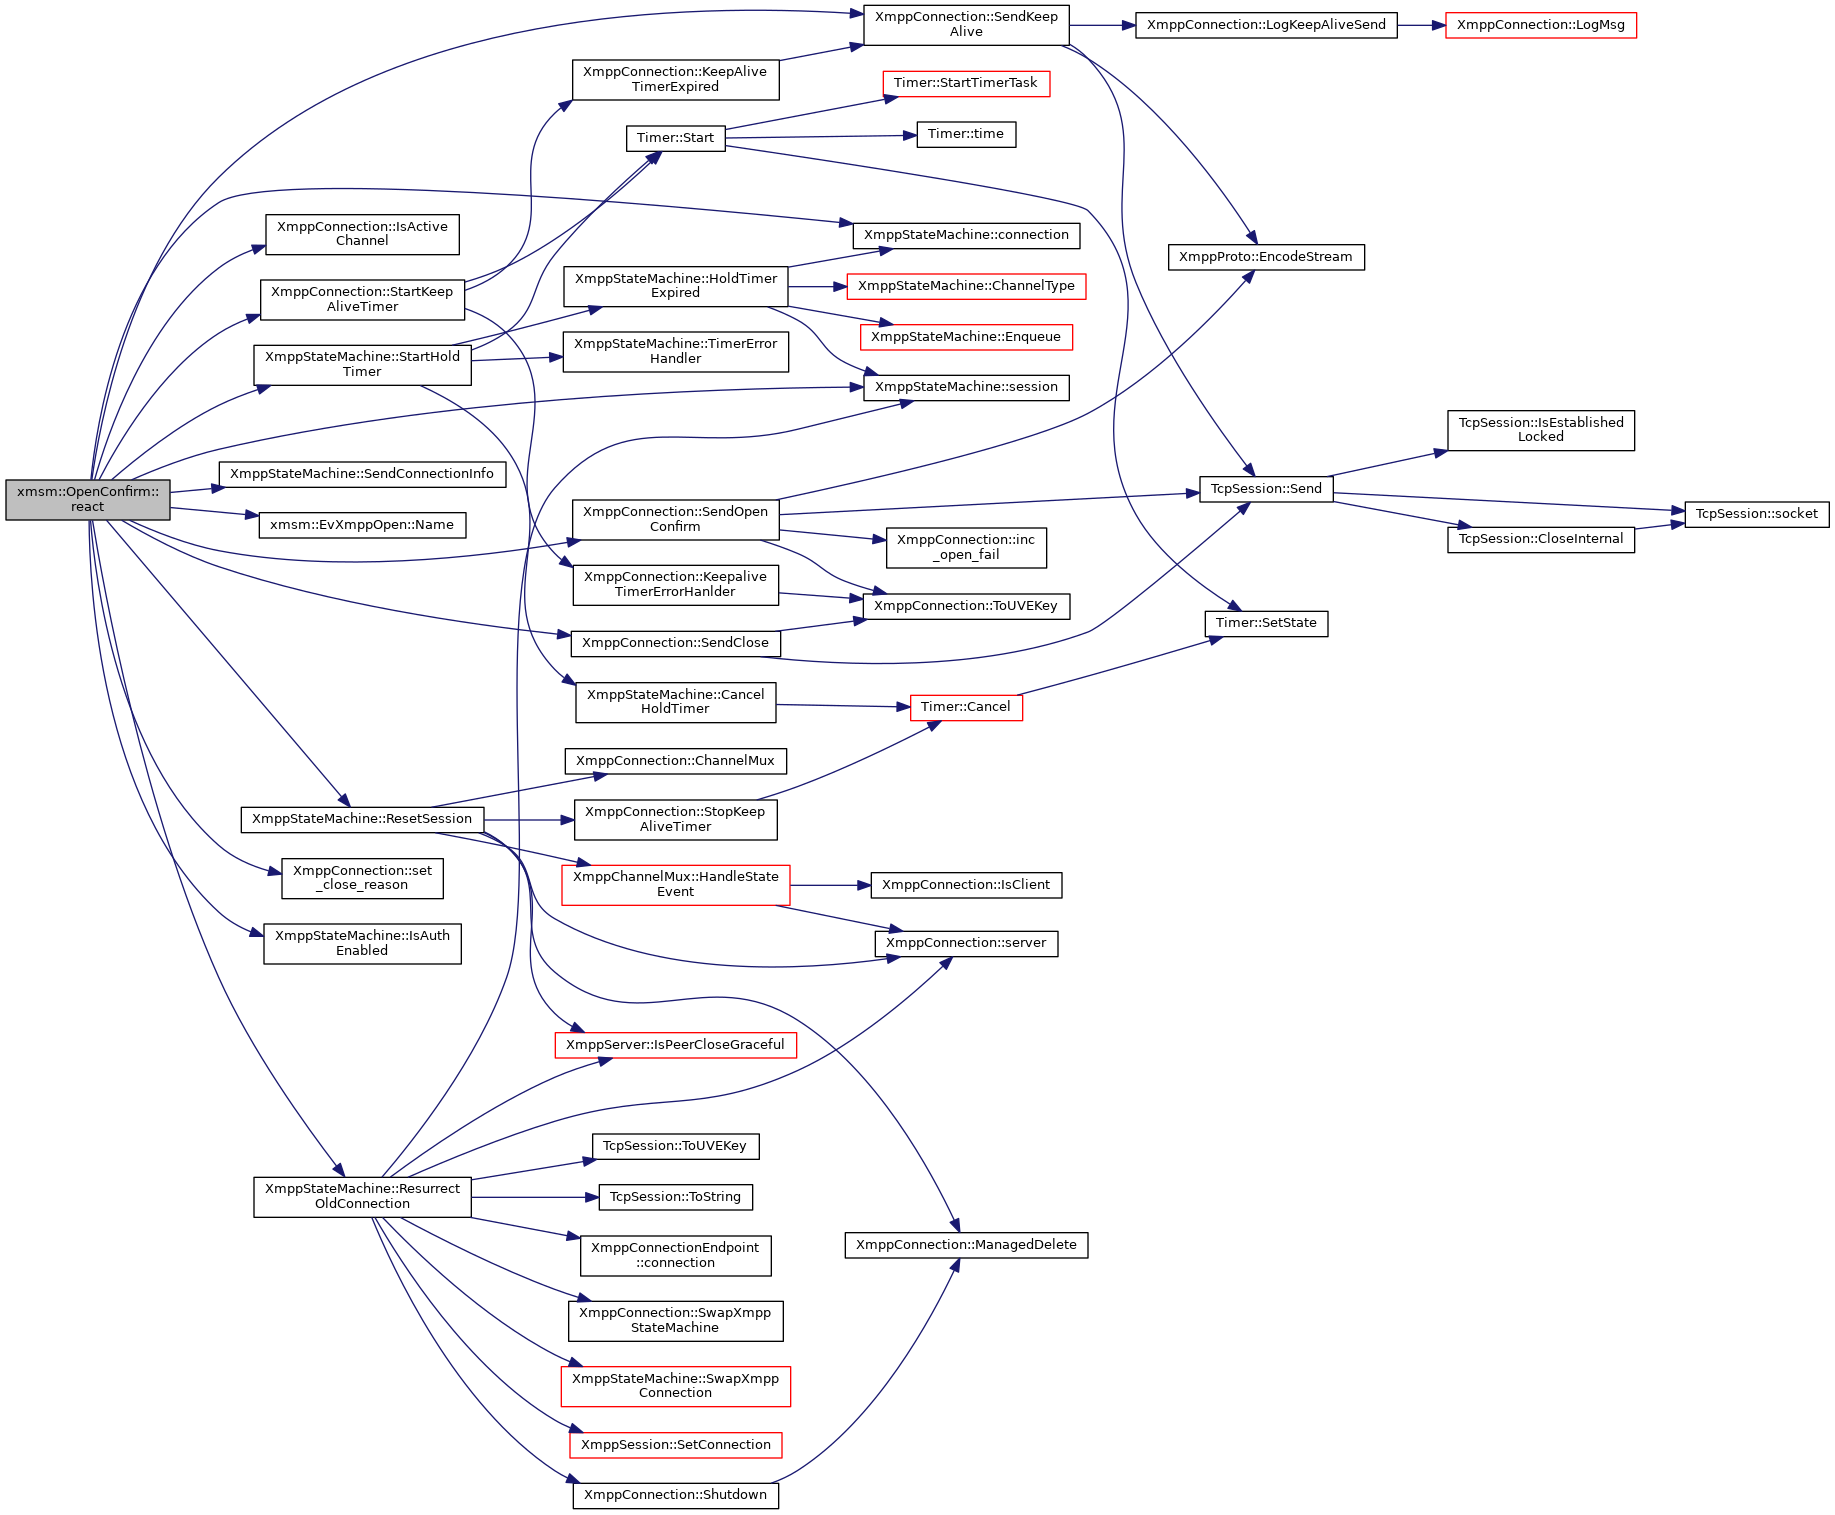 XmppConnection::SendKeep
Alive
XmppConnection::LogKeepAliveSend
XmppConnection::LogMsg
XmppConnection::KeepAlive
TimerExpired
Timer::StartTimerTask
Timer::Start
Timer::time
XmppConnection::IsActive
Channel
XmppStateMachine::connection
XmppProto::EncodeStream
XmppConnection::StartKeep
AliveTimer
XmppStateMachine::HoldTimer
Expired
XmppStateMachine::ChannelType
XmppStateMachine::Enqueue
XmppStateMachine::StartHold
Timer
XmppStateMachine::TimerError
Handler
XmppStateMachine::session
TcpSession::IsEstablished
Locked
XmppStateMachine::SendConnectionInfo
xmsm::OpenConfirm::
react
TcpSession::Send
TcpSession::socket
XmppConnection::SendOpen
Confirm
xmsm::EvXmppOpen::Name
XmppConnection::inc
_open_fail
TcpSession::CloseInternal
XmppConnection::Keepalive
TimerErrorHanlder
XmppConnection::ToUVEKey
Timer::SetState
XmppConnection::SendClose
XmppStateMachine::Cancel
HoldTimer
Timer::Cancel
XmppConnection::ChannelMux
XmppStateMachine::ResetSession
XmppConnection::StopKeep
AliveTimer
XmppConnection::set
_close_reason
XmppChannelMux::HandleState
Event
XmppConnection::IsClient
XmppStateMachine::IsAuth
Enabled
XmppConnection::server
XmppServer::IsPeerCloseGraceful
TcpSession::ToUVEKey
XmppStateMachine::Resurrect
OldConnection
TcpSession::ToString
XmppConnectionEndpoint
::connection
XmppConnection::ManagedDelete
XmppConnection::SwapXmpp
StateMachine
XmppStateMachine::SwapXmpp
Connection
XmppSession::SetConnection
XmppConnection::Shutdown